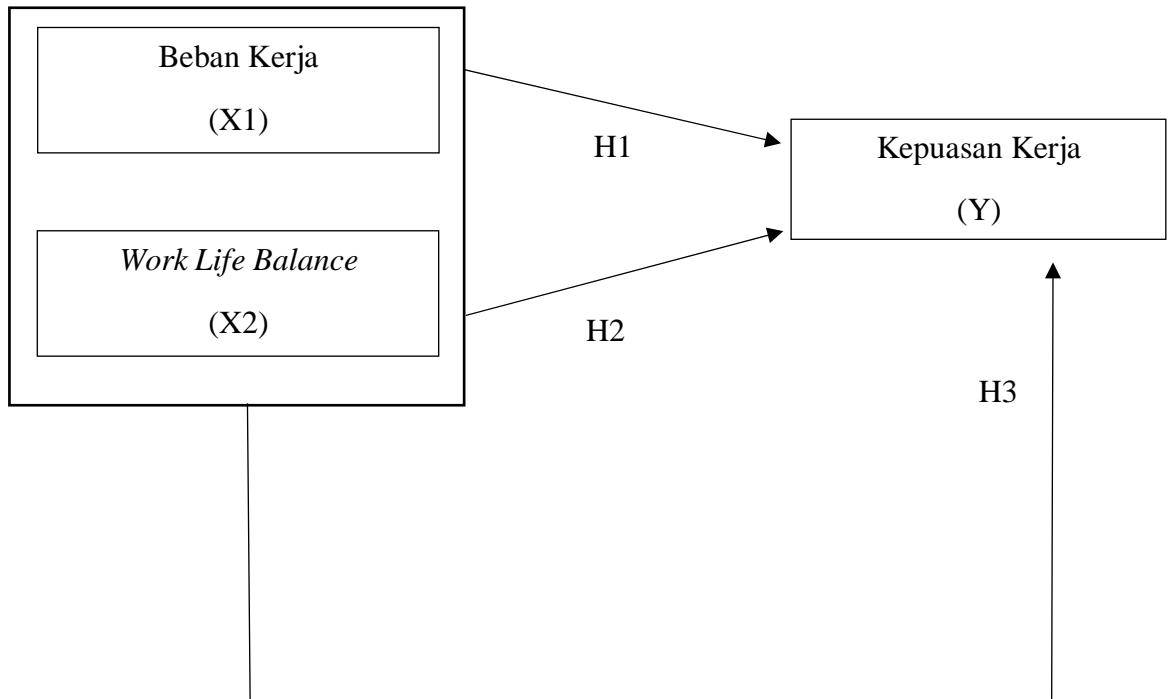 Beban Kerja
(X1)
H1
Kepuasan Kerja
(Y)
Work Life Balance
(X2)
H2
H3